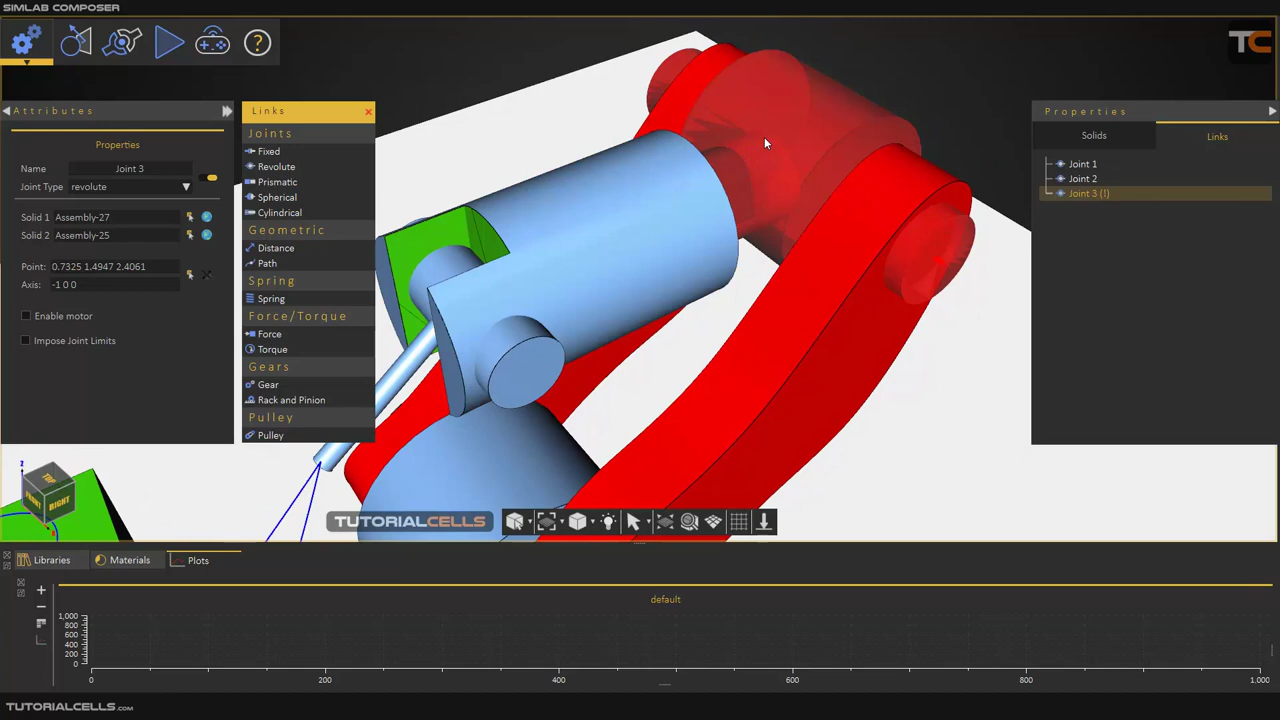 SIMLAB COMPOSER
TC
Attributes
Properties
Name Joint 3
Joint Type revolute
Solid 1 Assembly-27
Solid 2 Assembly-25
Point: 0.7325 1.4947 2.4061
Axis: -1 0 0
Enable motor
Impose Joint Limits
Links
Joints
Fixed
Revolute
Prismatic
Spherical
Cylindrical
Geometric
Distance
Path
Spring
Spring
Force/Torque
Force
Torque
Gears
Gear
Rack and Pinion
Pulley
Pulley
Properties
Solids Links
Joint 1
Joint 2
Joint 3 (!)
TOP
FRONT
RIGHT
TUTORIALCELLS
Libraries Materials Plots
default
1,000
800
600
400
200
0
0 200 400 600 800 1,000
TUTORIALCELLS.com